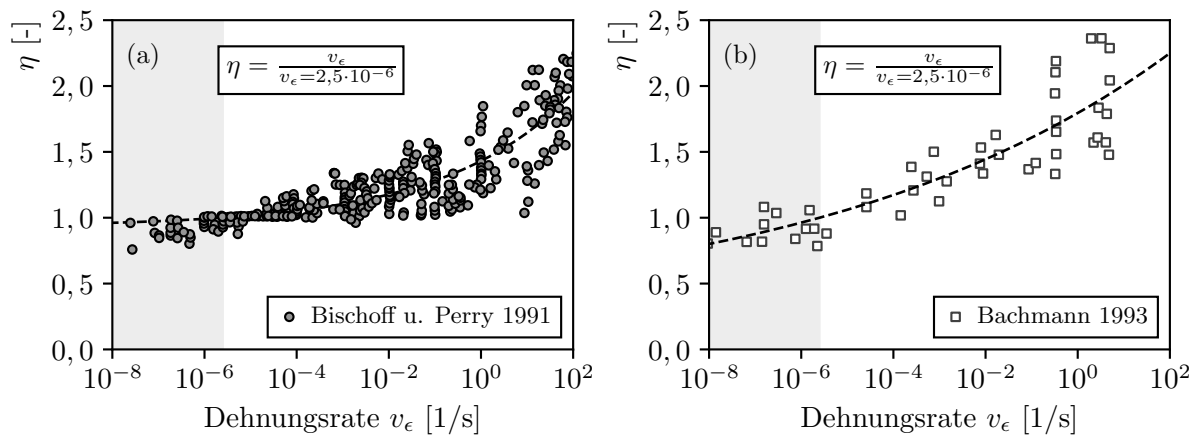 (a)
η = v_ϵ / v_ϵ=2,5·10^−6
2,5
2,0
1,5
1,0
0,5
0,0
η [-]
Bischoff u. Perry 1991
10^−8 10^−6 10^−4 10^−2 10^0 10^2
Dehnungsrate v_ϵ [1/s]
(b)
η = v_ϵ / v_ϵ=2,5·10^−6
2,5
2,0
1,5
1,0
0,5
0,0
η [-]
Bachmann 1993
10^−8 10^−6 10^−4 10^−2 10^0 10^2
Dehnungsrate v_ϵ [1/s]